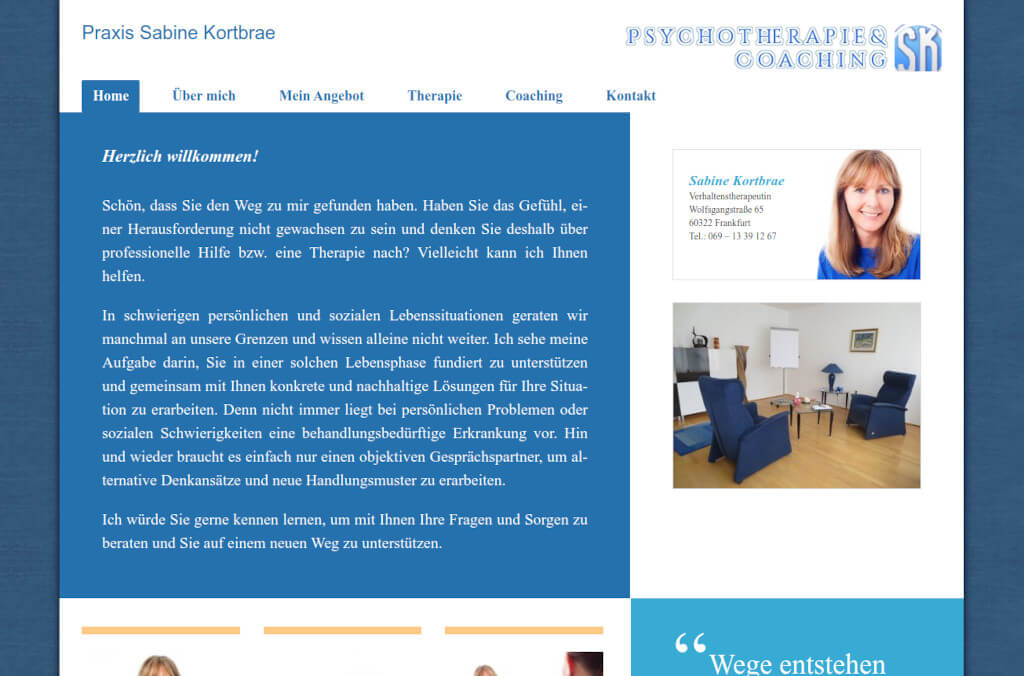 Praxis Sabine Kortbrae
PSYCHOTHERAPIE&
COACHING
SK
Home
Über mich
Mein Angebot
Therapie
Coaching
Kontakt
Herzlich willkommen!
Schön, dass Sie den Weg zu mir gefunden haben. Haben Sie das Gefühl, ei-
ner Herausforderung nicht gewachsen zu sein und denken Sie deshalb über
professionelle Hilfe bzw. eine Therapie nach? Vielleicht kann ich Ihnen
helfen.
In schwierigen persönlichen und sozialen Lebenssituationen geraten wir
manchmal an unsere Grenzen und wissen alleine nicht weiter. Ich sehe meine
Aufgabe darin, Sie in einer solchen Lebensphase fundiert zu unterstützen
und gemeinsam mit Ihnen konkrete und nachhaltige Lösungen für Ihre Situa-
tion zu erarbeiten. Denn nicht immer liegt bei persönlichen Problemen oder
sozialen Schwierigkeiten eine behandlungsbedürftige Erkrankung vor. Hin
und wieder braucht es einfach nur einen objektiven Gesprächspartner, um al-
ternative Denkansätze und neue Handlungsmuster zu erarbeiten.
Ich würde Sie gerne kennen lernen, um mit Ihnen Ihre Fragen und Sorgen zu
beraten und Sie auf einem neuen Weg zu unterstützen.
Sabine Kortbrae
Verhaltenstherapeutin
Wolfsgangstraße 65
60322 Frankfurt
Tel.: 069 – 13 39 12 67
“Wege entstehen